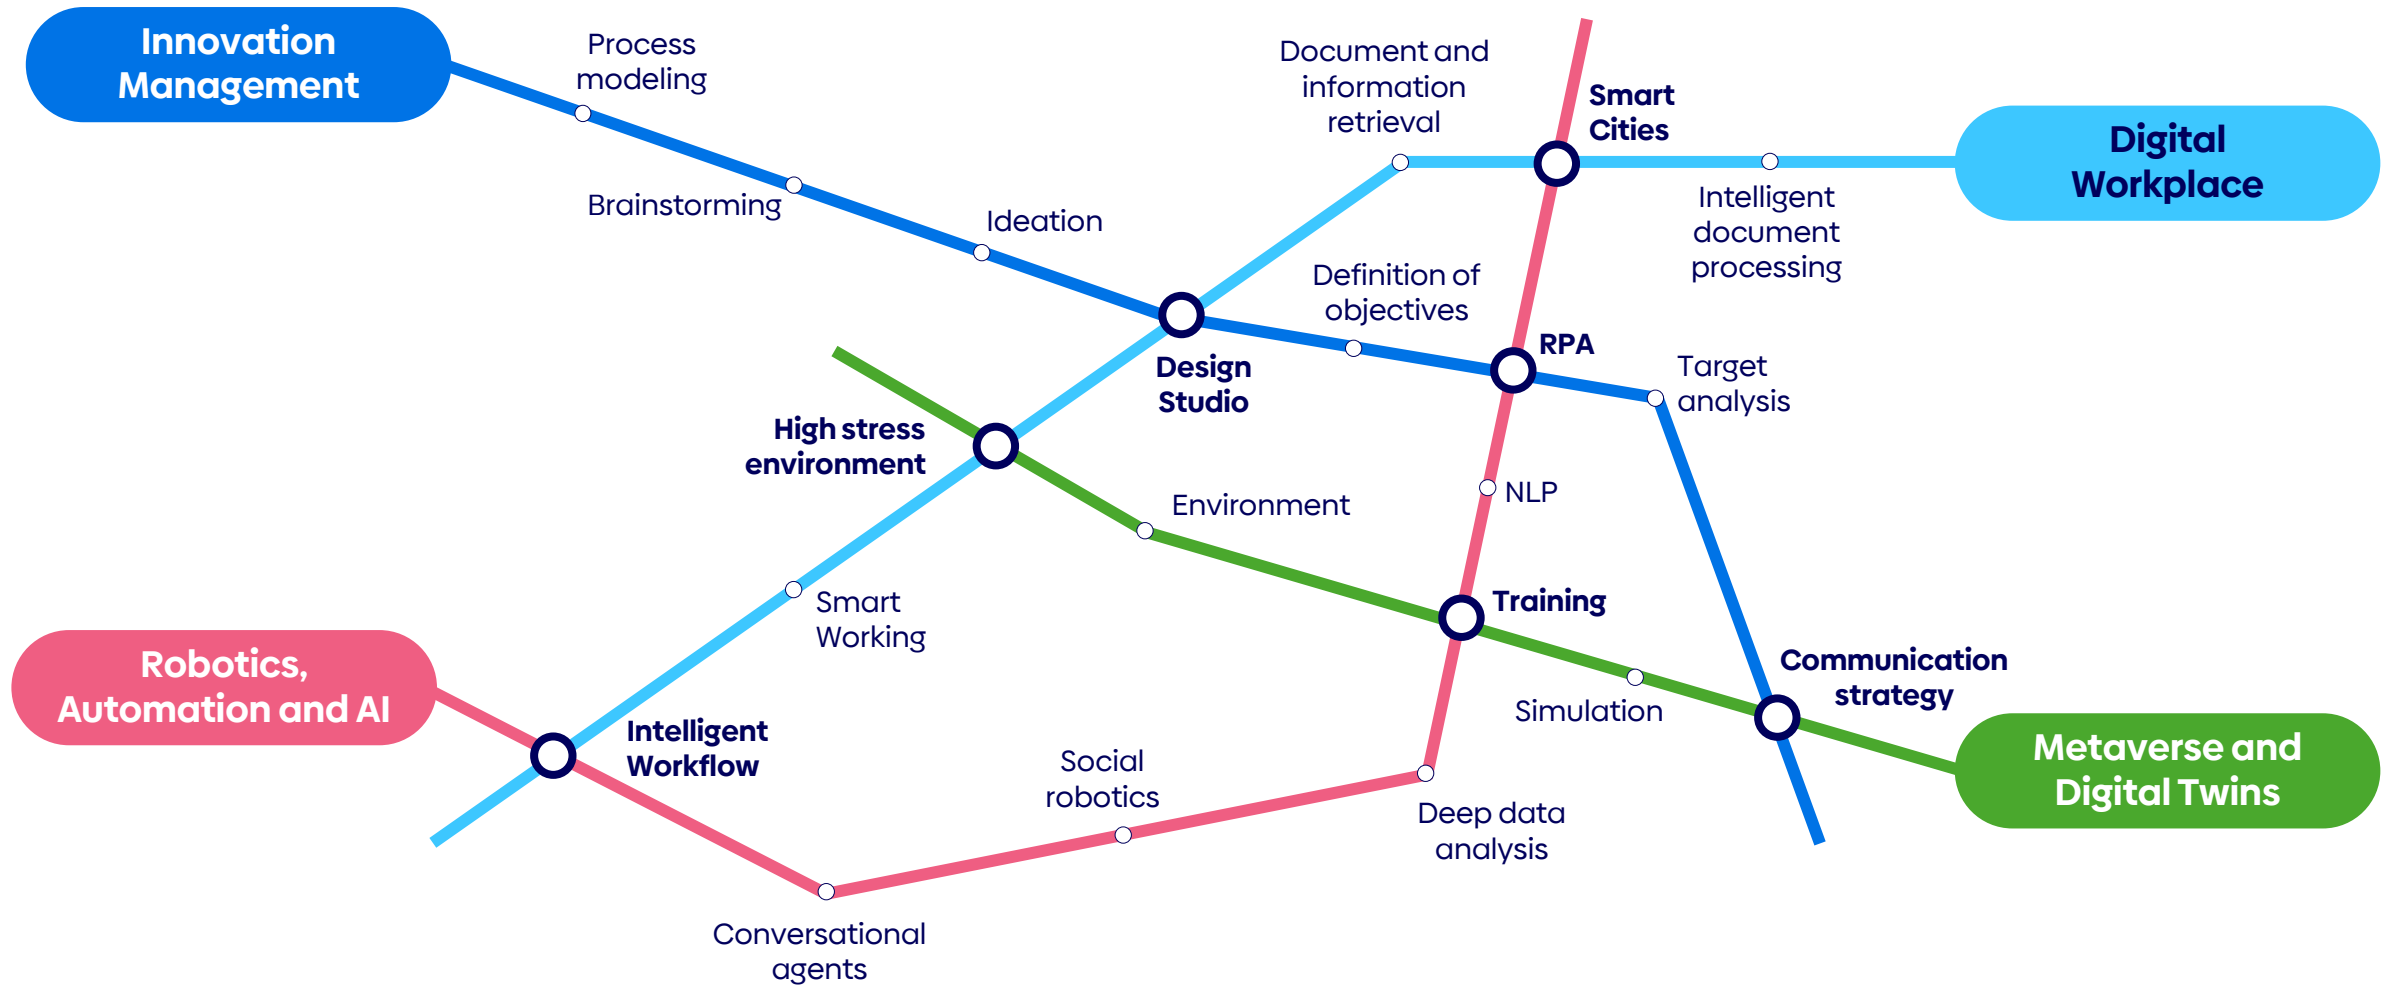 Innovation
Management
Process
modeling
Brainstorming
Ideation
Document and
information
retrieval
Smart
Cities
Digital
Workplace
Intelligent
document
processing
Definition of
objectives
RPA
Target
analysis
Design
Studio
High stress
environment
Environment
NLP
Smart
Working
Training
Robotics,
Automation and AI
Intelligent
Workflow
Social
robotics
Simulation
Communication
strategy
Metaverse and
Digital Twins
Deep data
analysis
Conversational
agents